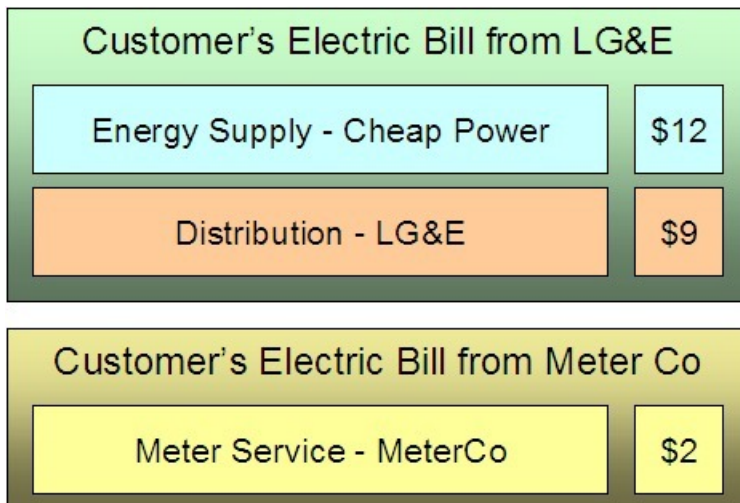 Customer’s Electric Bill from LG&E
Energy Supply - Cheap Power $12
Distribution - LG&E $9
Customer’s Electric Bill from Meter Co
Meter Service - MeterCo $2